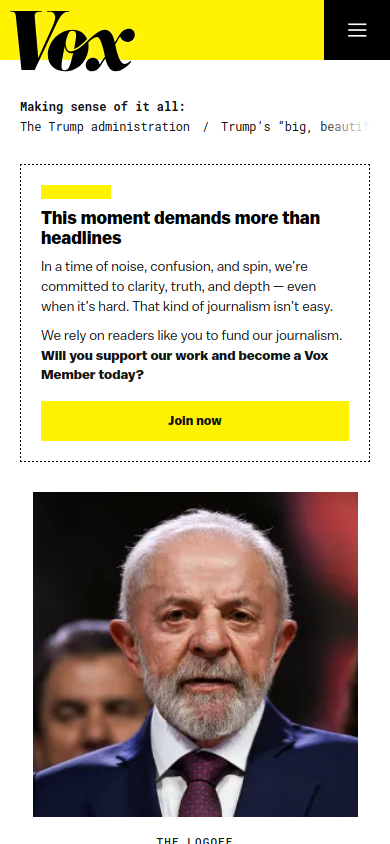 Vox
Making sense of it all:
The Trump administration / Trump's "big, beauti
This moment demands more than
headlines
In a time of noise, confusion, and spin, we're
committed to clarity, truth, and depth — even
when it's hard. That kind of journalism isn't easy.
We rely on readers like you to fund our journalism.
Will you support our work and become a Vox
Member today?
Join now
THE LOGOFF